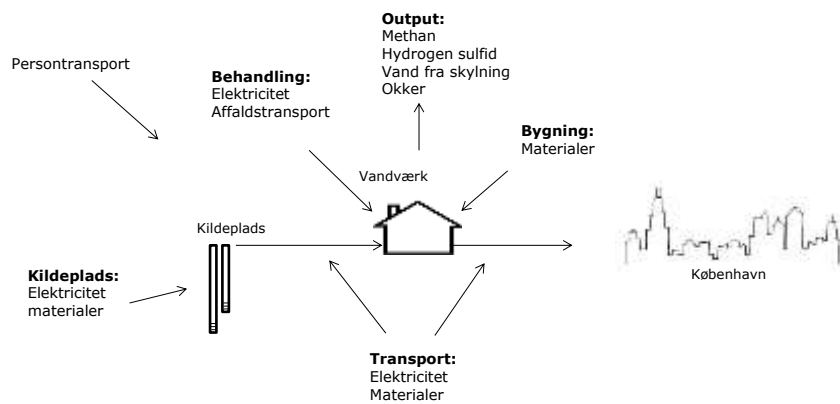 Output:
Methan
Hydrogen sulfid
Vand fra skylning
Okker
Persontransport
Behandling:
Elektricitet
Affaldstransport
Bygning:
Materialer
Vandværk
Kildeplads
København
Kildeplads:
Elektricitet
materialer
Transport:
Elektricitet
Materialer